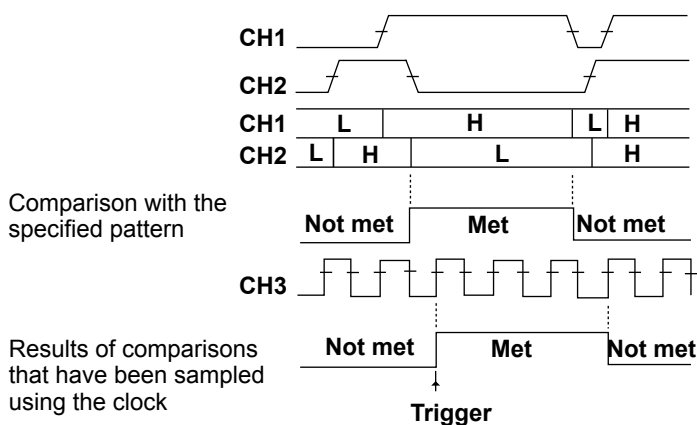 CH1
CH2
CH1 L H L H
CH2 L H L H
Comparison with the
specified pattern
Not met Met Not met
CH3
Results of comparisons
that have been sampled
using the clock
Not met Met Not met
Trigger